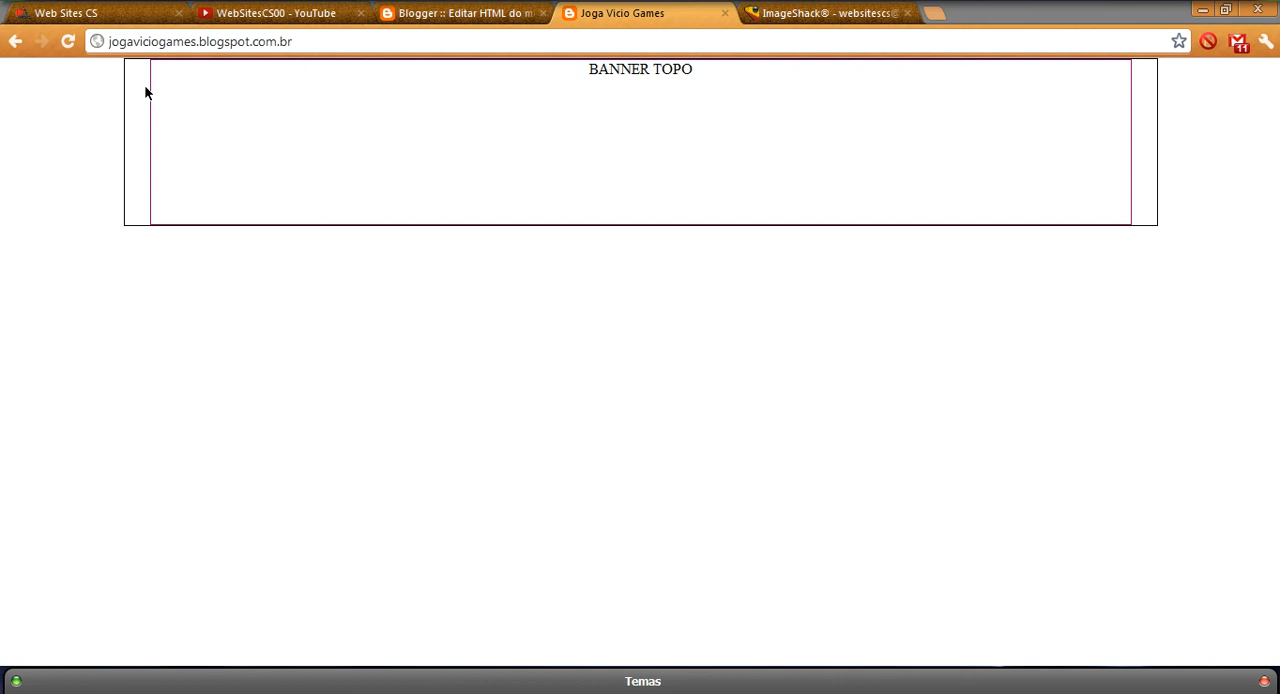 Web Sites CS
WebSitesCS00 - YouTube
Blogger :: Editar HTML do m
Joga Vicio Games
ImageShack® - websitescs@
jogaviciogames.blogspot.com.br
11
BANNER TOPO
Temas